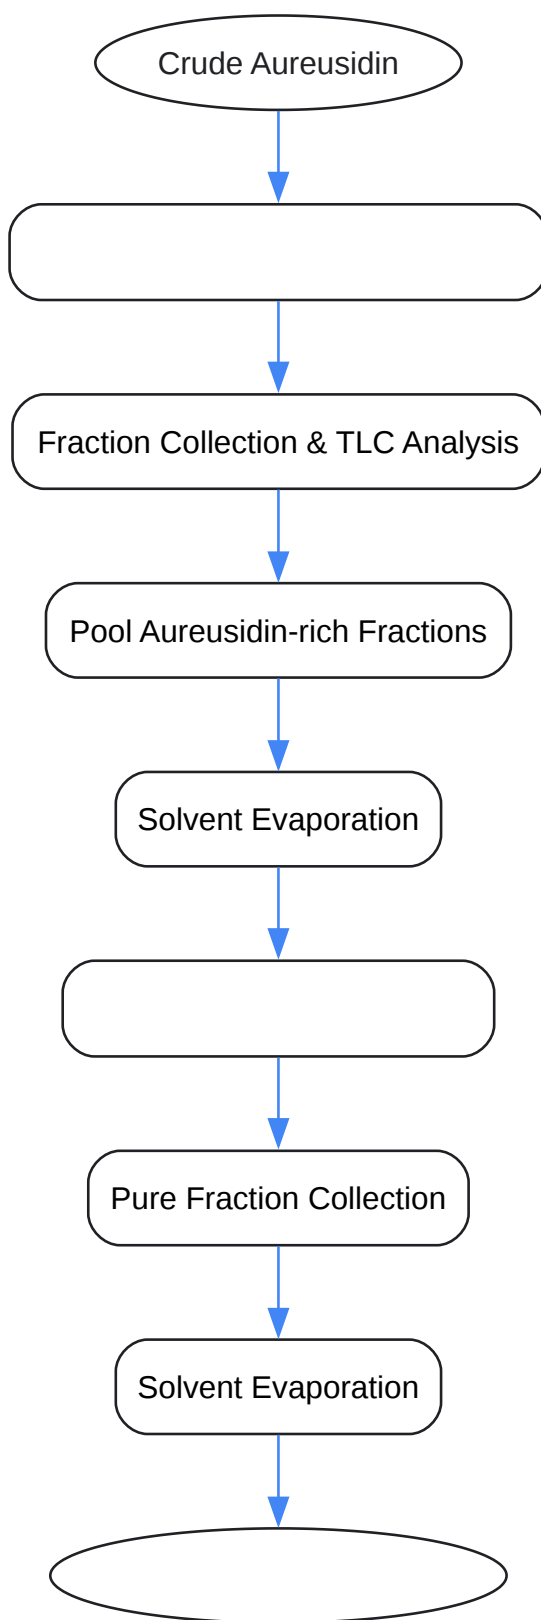 Crude Aureusidin
Fraction Collection & TLC Analysis
Pool Aureusidin-rich Fractions
Solvent Evaporation
Pure Fraction Collection
Solvent Evaporation